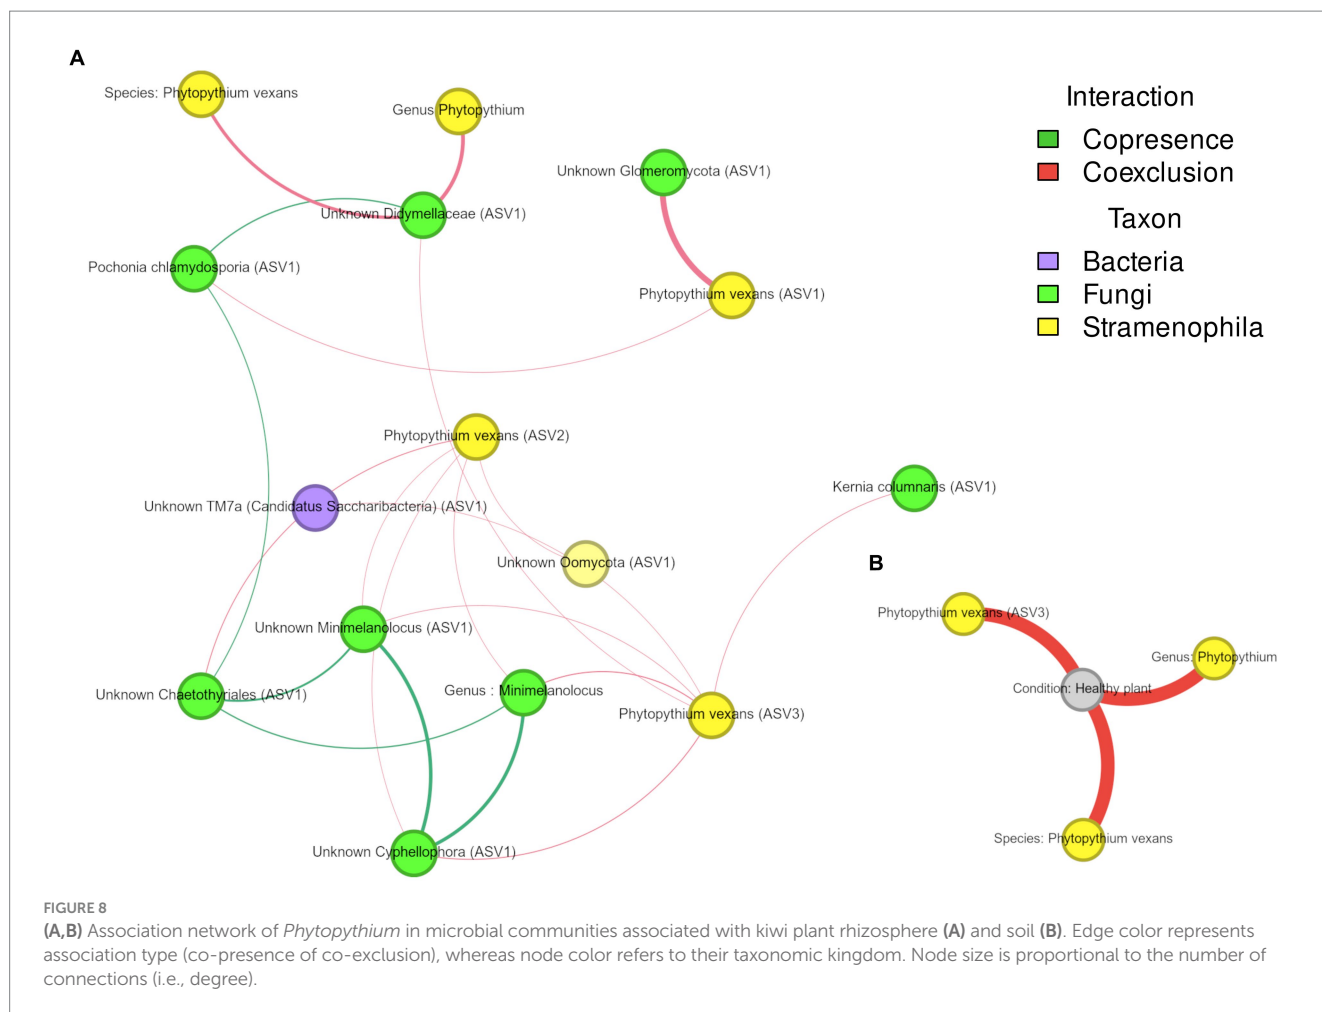 A
Species: Phytopythium vexans
Genus Phytopythium
Unknown Glomeromycota (ASV1)
Unknown Didymellaceae (ASV1)
Pochonia chlamydosporia (ASV1)
Phytopythium vexans (ASV1)
Phytopythium vexans (ASV2)
Unknown TM7a (Candidatus Saccharibacteria) (ASV1)
Kernia columnaris (ASV1)
Unknown Oomycota (ASV1)
Unknown Minimelanolocus (ASV1)
Unknown Chaetothyriales (ASV1)
Genus : Minimelanolocus
Phytopythium vexans (ASV3)
Unknown Cyphellophora (ASV1)
Interaction
Copresence
Coexclusion
Taxon
Bacteria
Fungi
Stramenophila
B
Phytopythium vexans (ASV3)
Genus: Phytopythium
Condition: Healthy plant
Species: Phytopythium vexans
FIGURE 8
(A,B) Association network of Phytopythium in microbial communities associated with kiwi plant rhizosphere (A) and soil (B). Edge color represents
association type (co-presence of co-exclusion), whereas node color refers to their taxonomic kingdom. Node size is proportional to the number of
connections (i.e., degree).